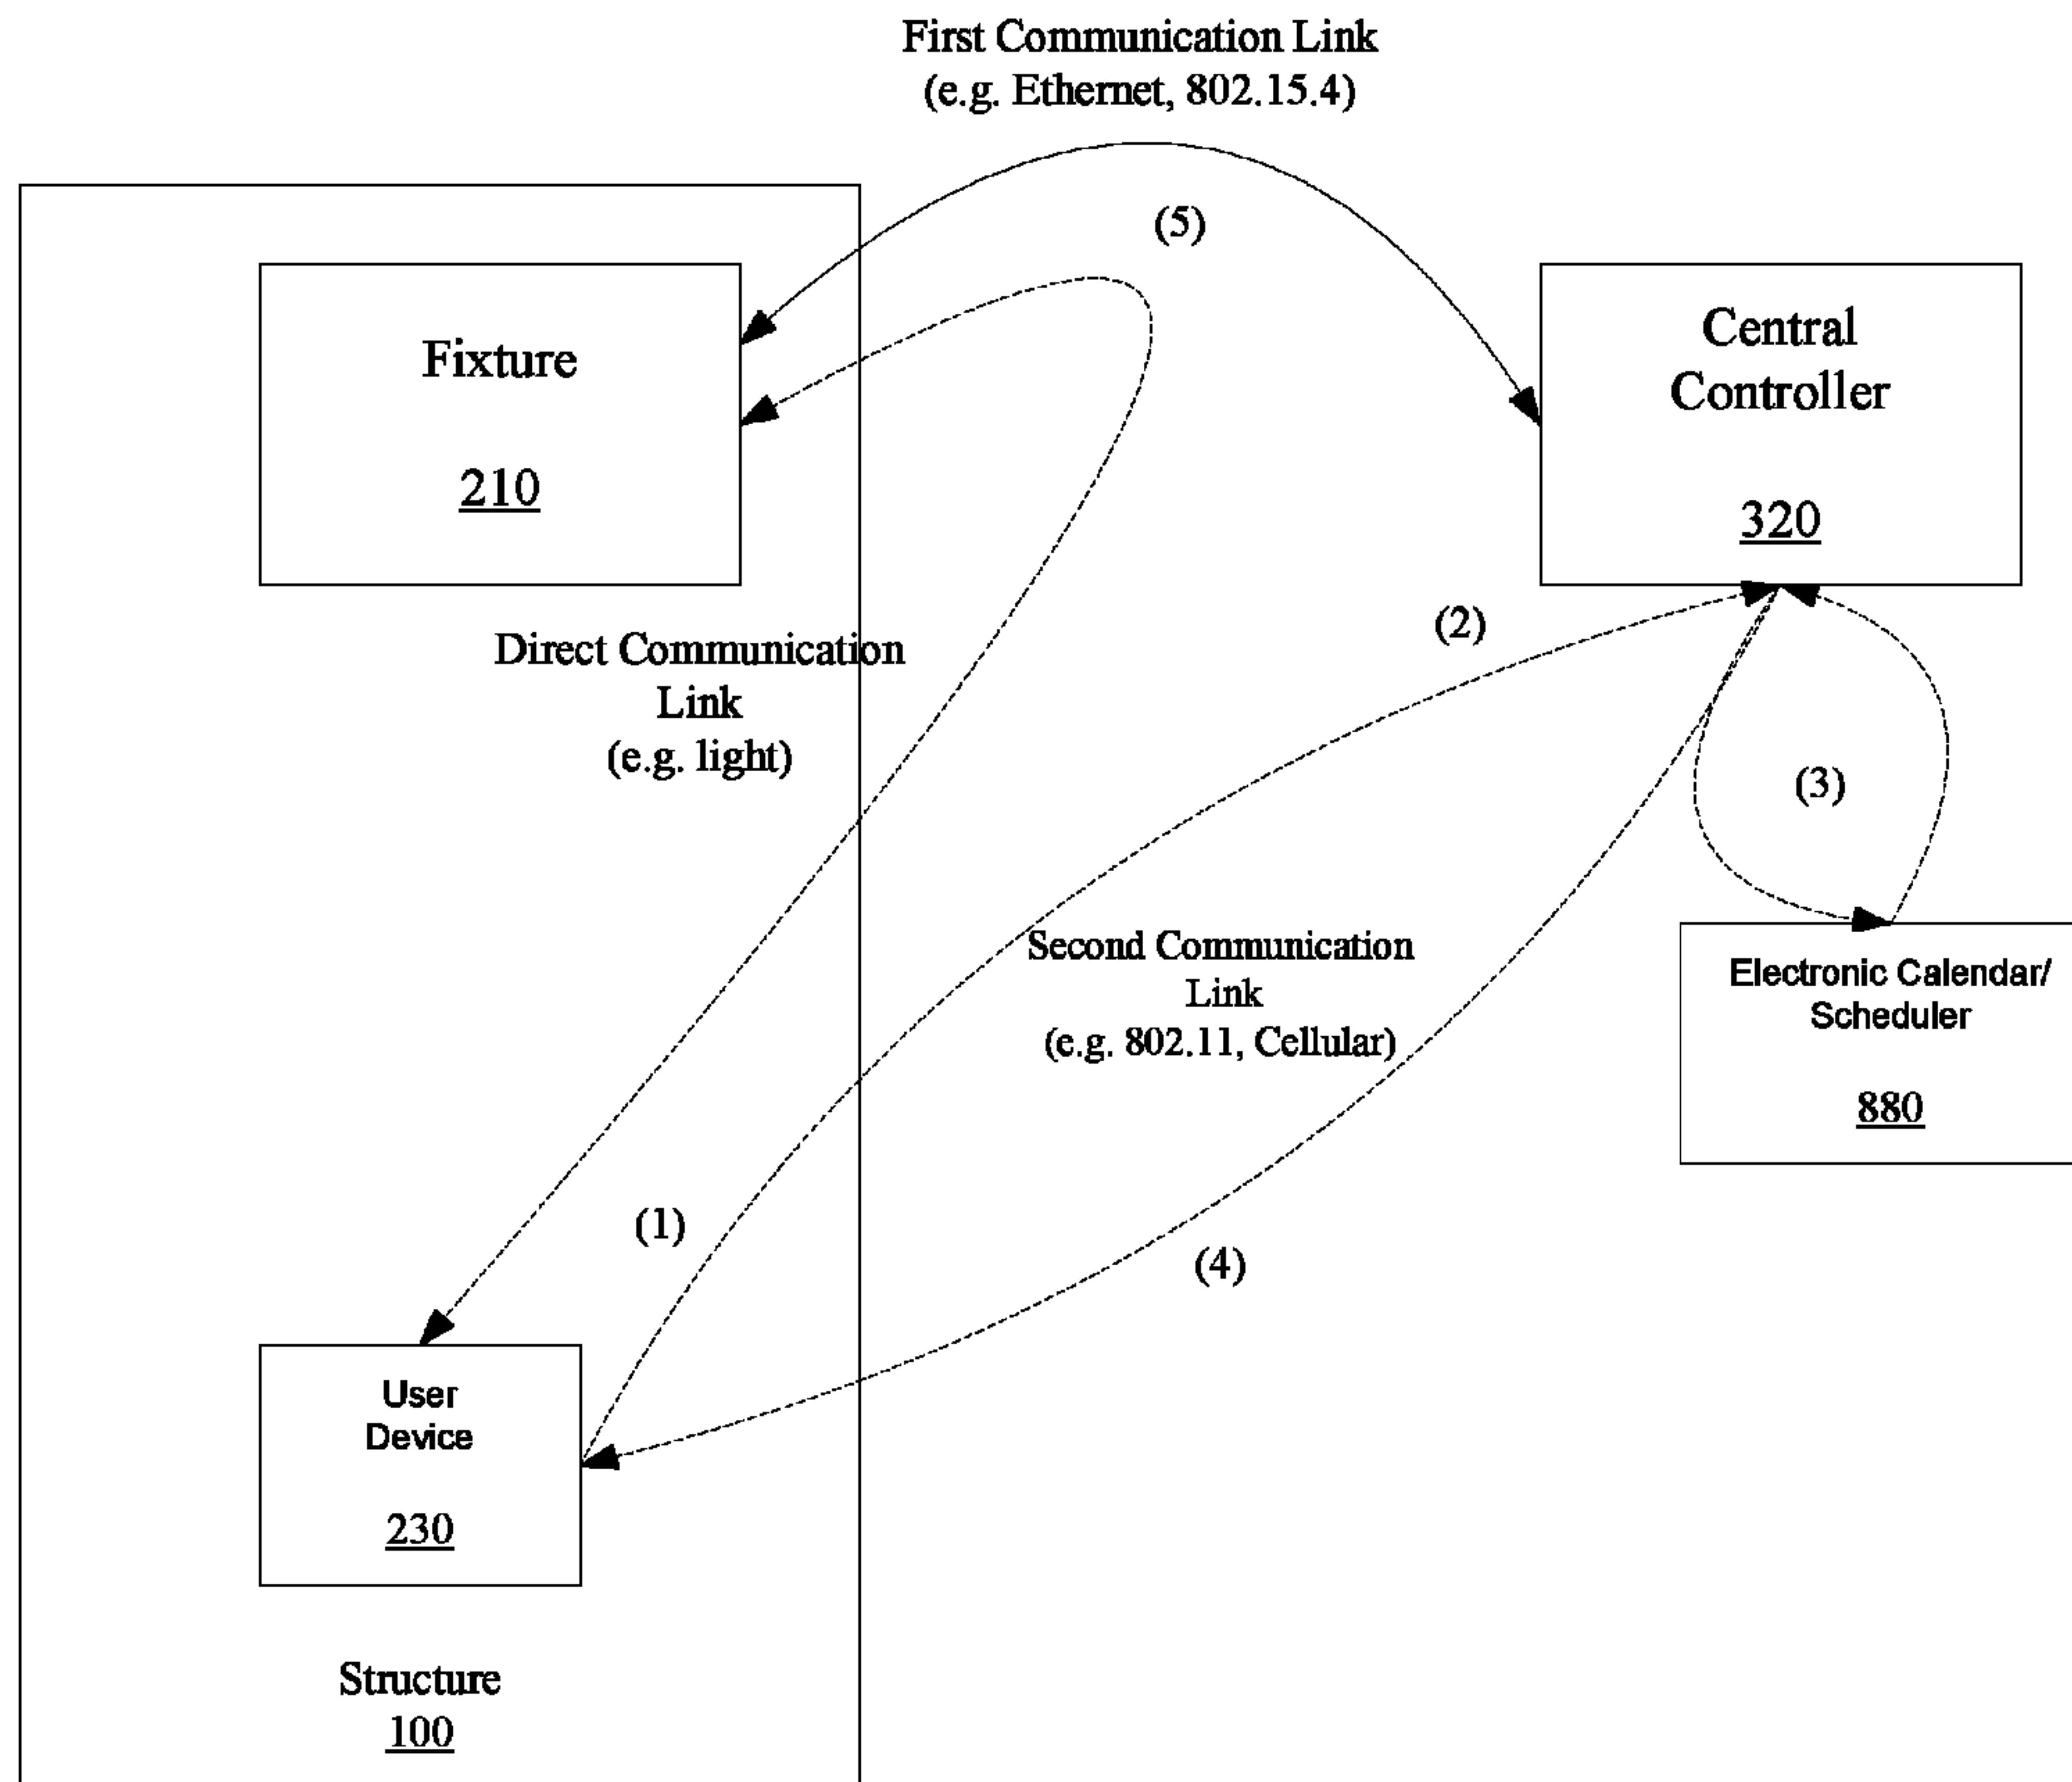 First Communication Link
(e.g. Ethernet, 802.15.4)
(5)
Fixture
210
Central
Controller
320
Direct Communication
Link
(e.g. light)
(2)
(3)
Second Communication
Link
(e.g. 802.11, Cellular)
Electronic Calendar/
Scheduler
880
(1)
(4)
User
Device
230
Structure
100